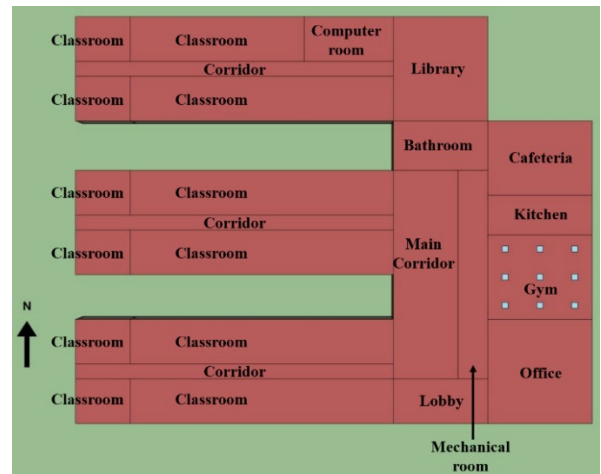 Classroom Classroom Computer
room
Library
Corridor
Classroom Classroom
Bathroom
Cafeteria
Classroom Classroom
Kitchen
Corridor
Main
Corridor
Classroom Classroom
Gym
N
Classroom Classroom
Office
Corridor
Classroom Classroom Lobby
Mechanical
room